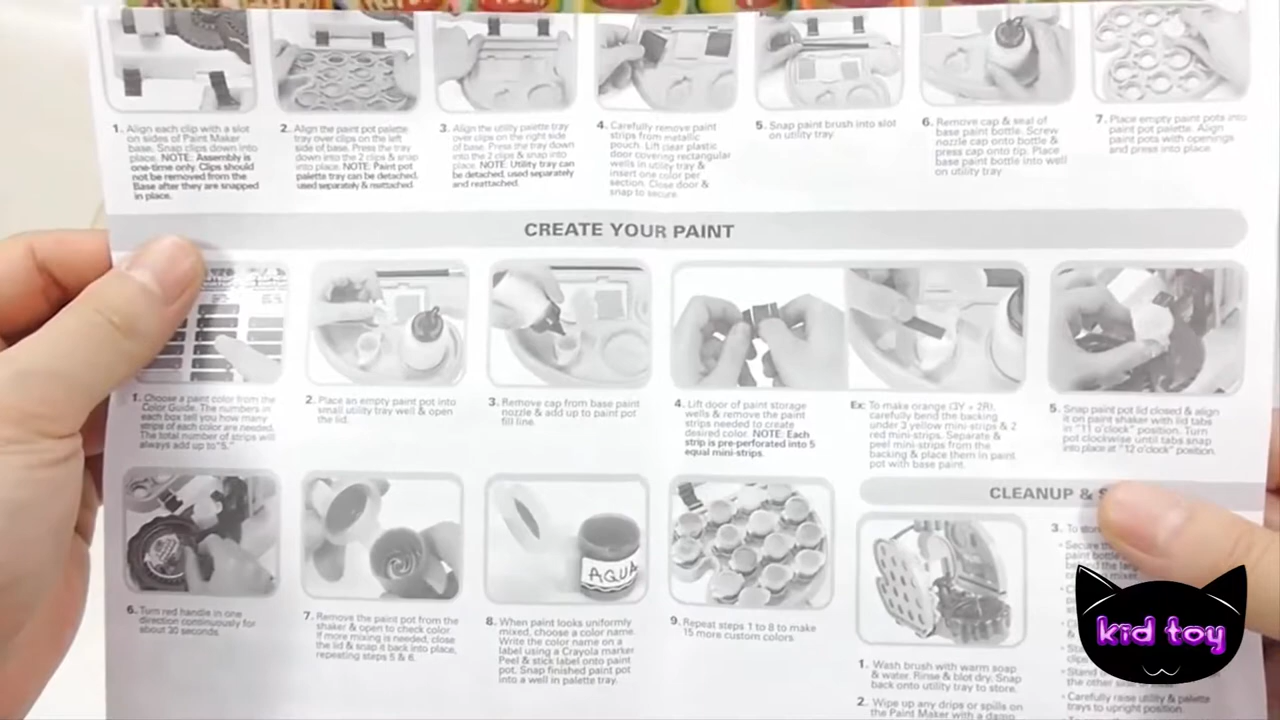 1. Align each clip with a slot
on sides of Paint Maker
base. Snap clips down into
place. NOTE: Assembly is
one-time only. Clips should
not be removed from the
Base after they are snapped
in place.
2. Align the paint pot palette
tray over clips on the left
side of base. Press the tray
down into the 2 clips & snap
into place. NOTE: Paint pot
palette tray can be detached,
used separately & reattached.
3. Align the utility palette tray
over clips on the right side
of base. Press the tray down
into the 2 clips & snap into
place. NOTE: Utility tray can
be detached, used separately
and reattached.
4. Carefully remove paint
strips from metallic
pouch. Lift clear plastic
door covering rectangular
wells in utility tray &
insert one color per
section. Close door &
snap to secure.
5. Snap paint brush into slot
on utility tray.
6. Remove cap & seal of
base paint bottle. Screw
nozzle cap onto bottle &
press cap onto tip. Place
base paint bottle into well
on utility tray
7. Place empty paint pots into
paint pot palette. Align
paint pots with openings
and press into place.
CREATE YOUR PAINT
1. Choose a paint color from the
Color Guide. The numbers in
each box tell you how many
strips of each color are needed.
The total number of strips will
always add up to "5."
2. Place an empty paint pot into
small utility tray well & open
the lid.
3. Remove cap from base paint
nozzle & add up to paint pot
fill line.
4. Lift door of paint storage
wells & remove the paint
strips needed to create
desired color. NOTE: Each
strip is pre-perforated into 5
equal mini-strips.
Ex: To make orange (3Y + 2R),
carefully bend the backing
under 3 yellow mini-strips & 2
red mini-strips. Separate &
peel mini-strips from the
backing & place them in paint
pot with base paint.
5. Snap paint pot lid closed & align
it on paint shaker with lid tabs
in "11 o'clock" position. Turn
pot clockwise until tabs snap
into place at "12 o'clock" position.
AQUA
6. Turn red handle in one
direction continuously for
about 30 seconds.
7. Remove the paint pot from the
shaker & open to check color
If more mixing is needed, close
the lid & snap it back into place,
repeating steps 5 & 6.
8. When paint looks uniformly
mixed, choose a color name.
Write the color name on a
label using a Crayola marker
Peel & stick label onto paint
pot. Snap finished paint pot
into a well in palette tray.
9. Repeat steps 1 to 8 to make
15 more custom colors.
CLEANUP &
1. Wash brush with warm soap
& water. Rinse & blot dry. Snap
back onto utility tray to store.
2. Wipe up any drips or spills on
the Paint Maker with a damp
3. To
Secure
paint
Stand
the other
Carefully raise utility & palette
trays to upright position.
kid toy